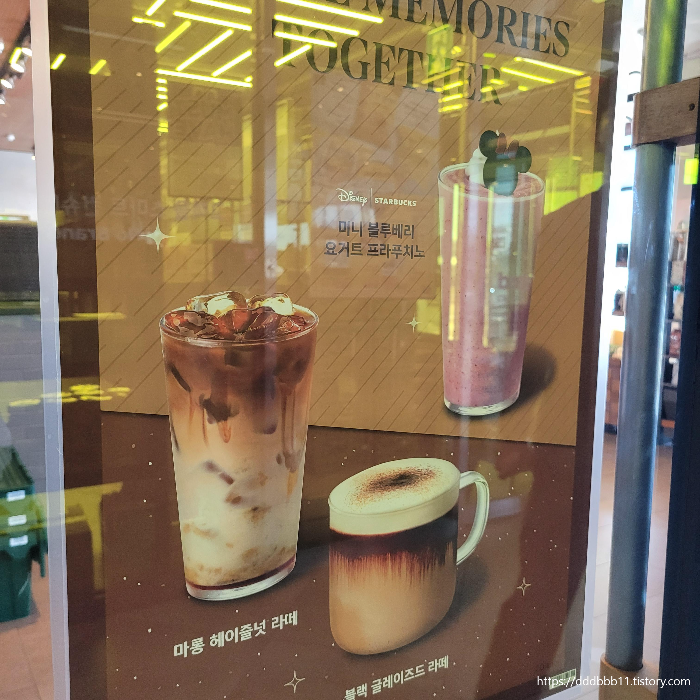 MEMORIES
TOGETHER
Disney | STARBUCKS
미니 블루베리
요거트 프라푸치노
마롱 헤이즐넛 라떼
블랙 글레이즈드 라떼
https://dddbbb11.tistory.com